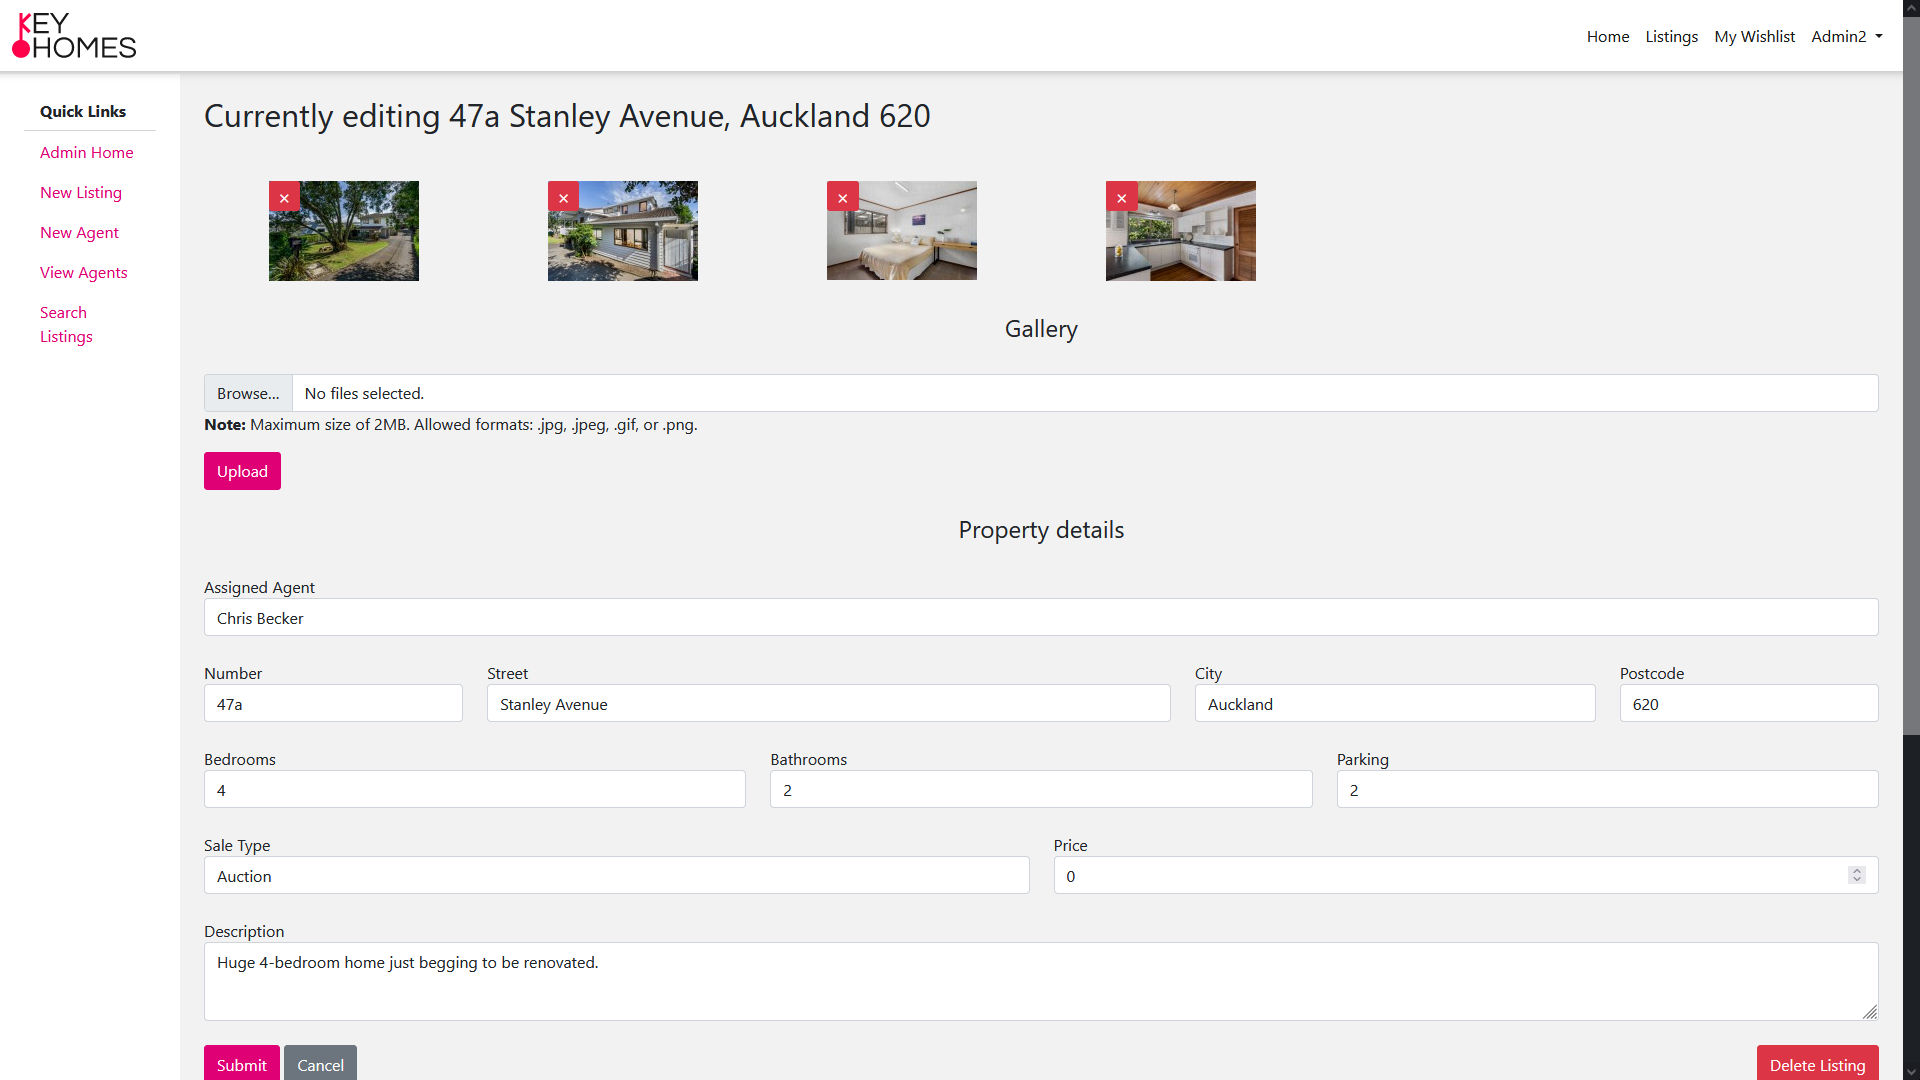 KEY
HOMES
Home Listings My Wishlist Admin2
Quick Links
Admin Home
New Listing
New Agent
View Agents
Search
Listings
Currently editing 47a Stanley Avenue, Auckland 620
× × × ×
Gallery
Browse... No files selected.
Note: Maximum size of 2MB. Allowed formats: .jpg, .jpeg, .gif, or .png.
Upload
Property details
Assigned Agent
Chris Becker
Number Street City Postcode
47a Stanley Avenue Auckland 620
Bedrooms Bathrooms Parking
4 2 2
Sale Type Price
Auction 0
Description
Huge 4-bedroom home just begging to be renovated.
Submit Cancel Delete Listing